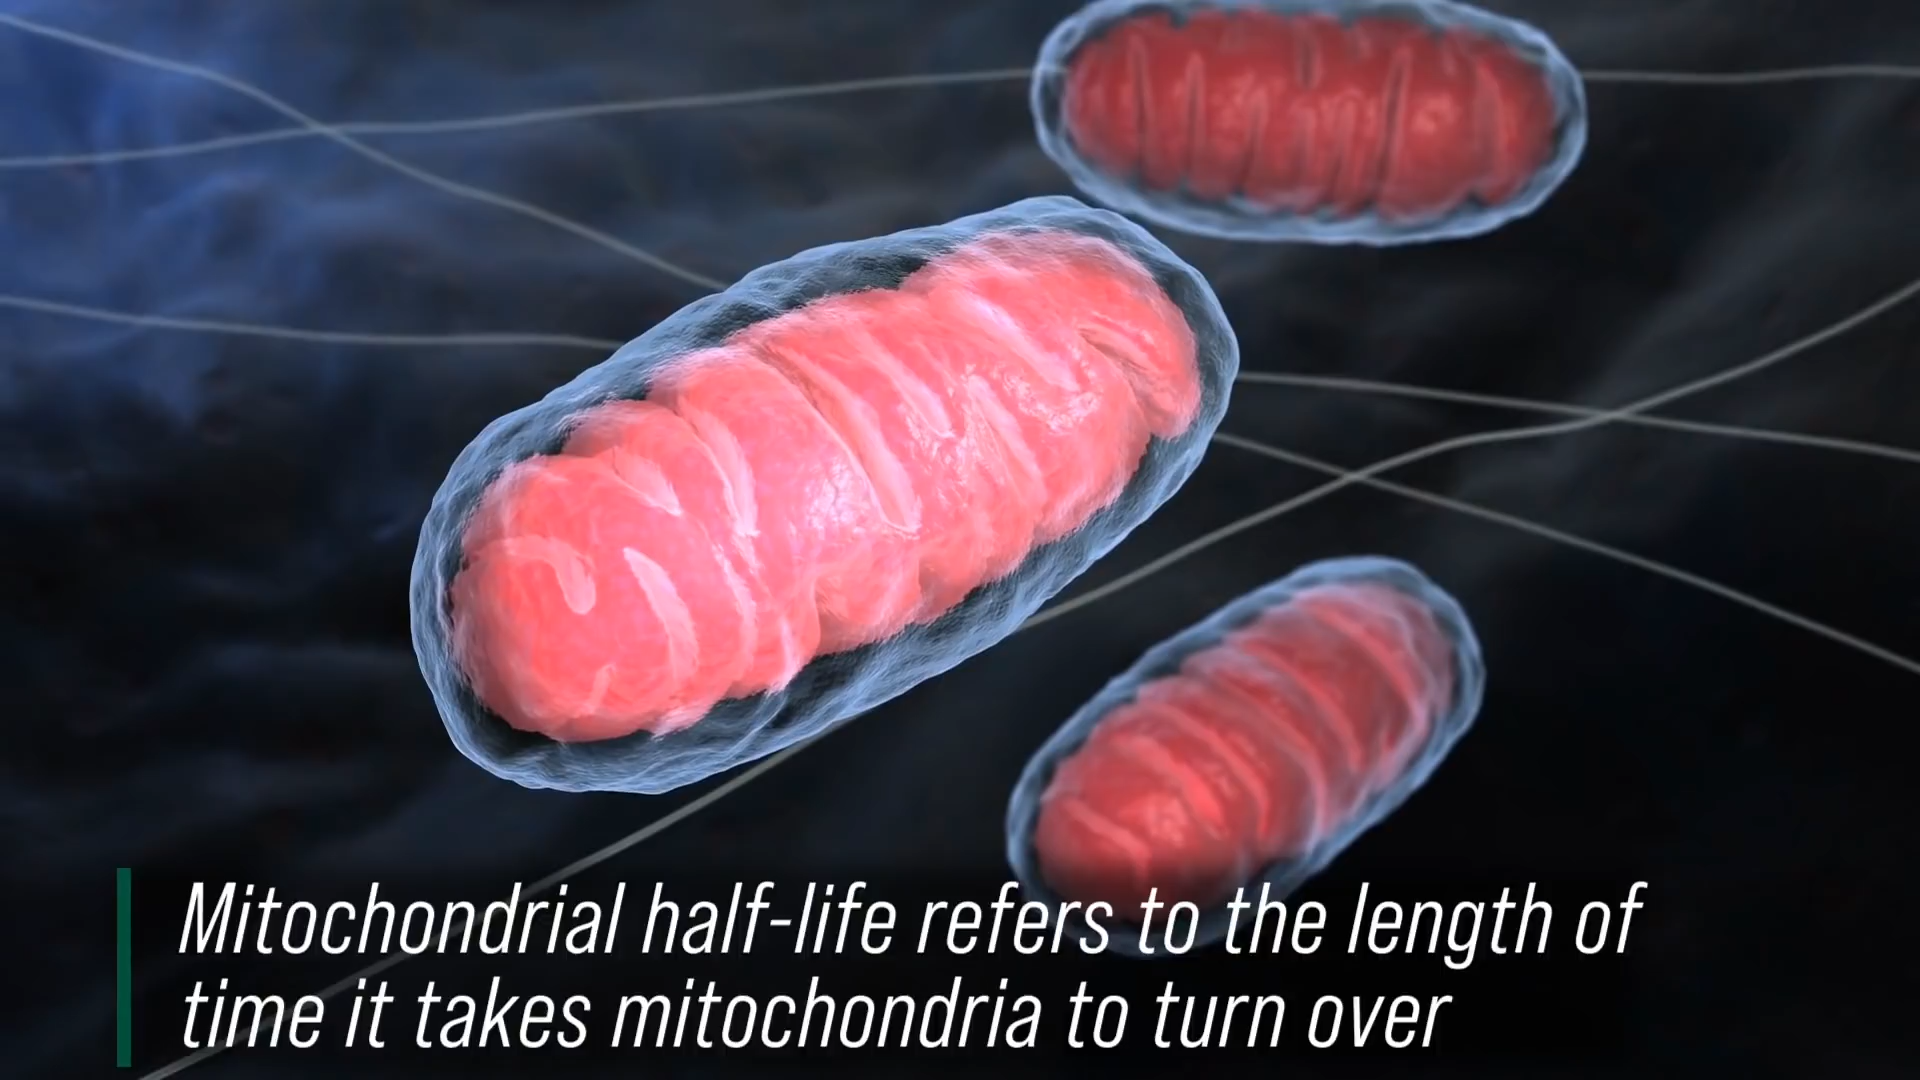 Mitochondrial half-life refers to the length of
time it takes mitochondria to turn over